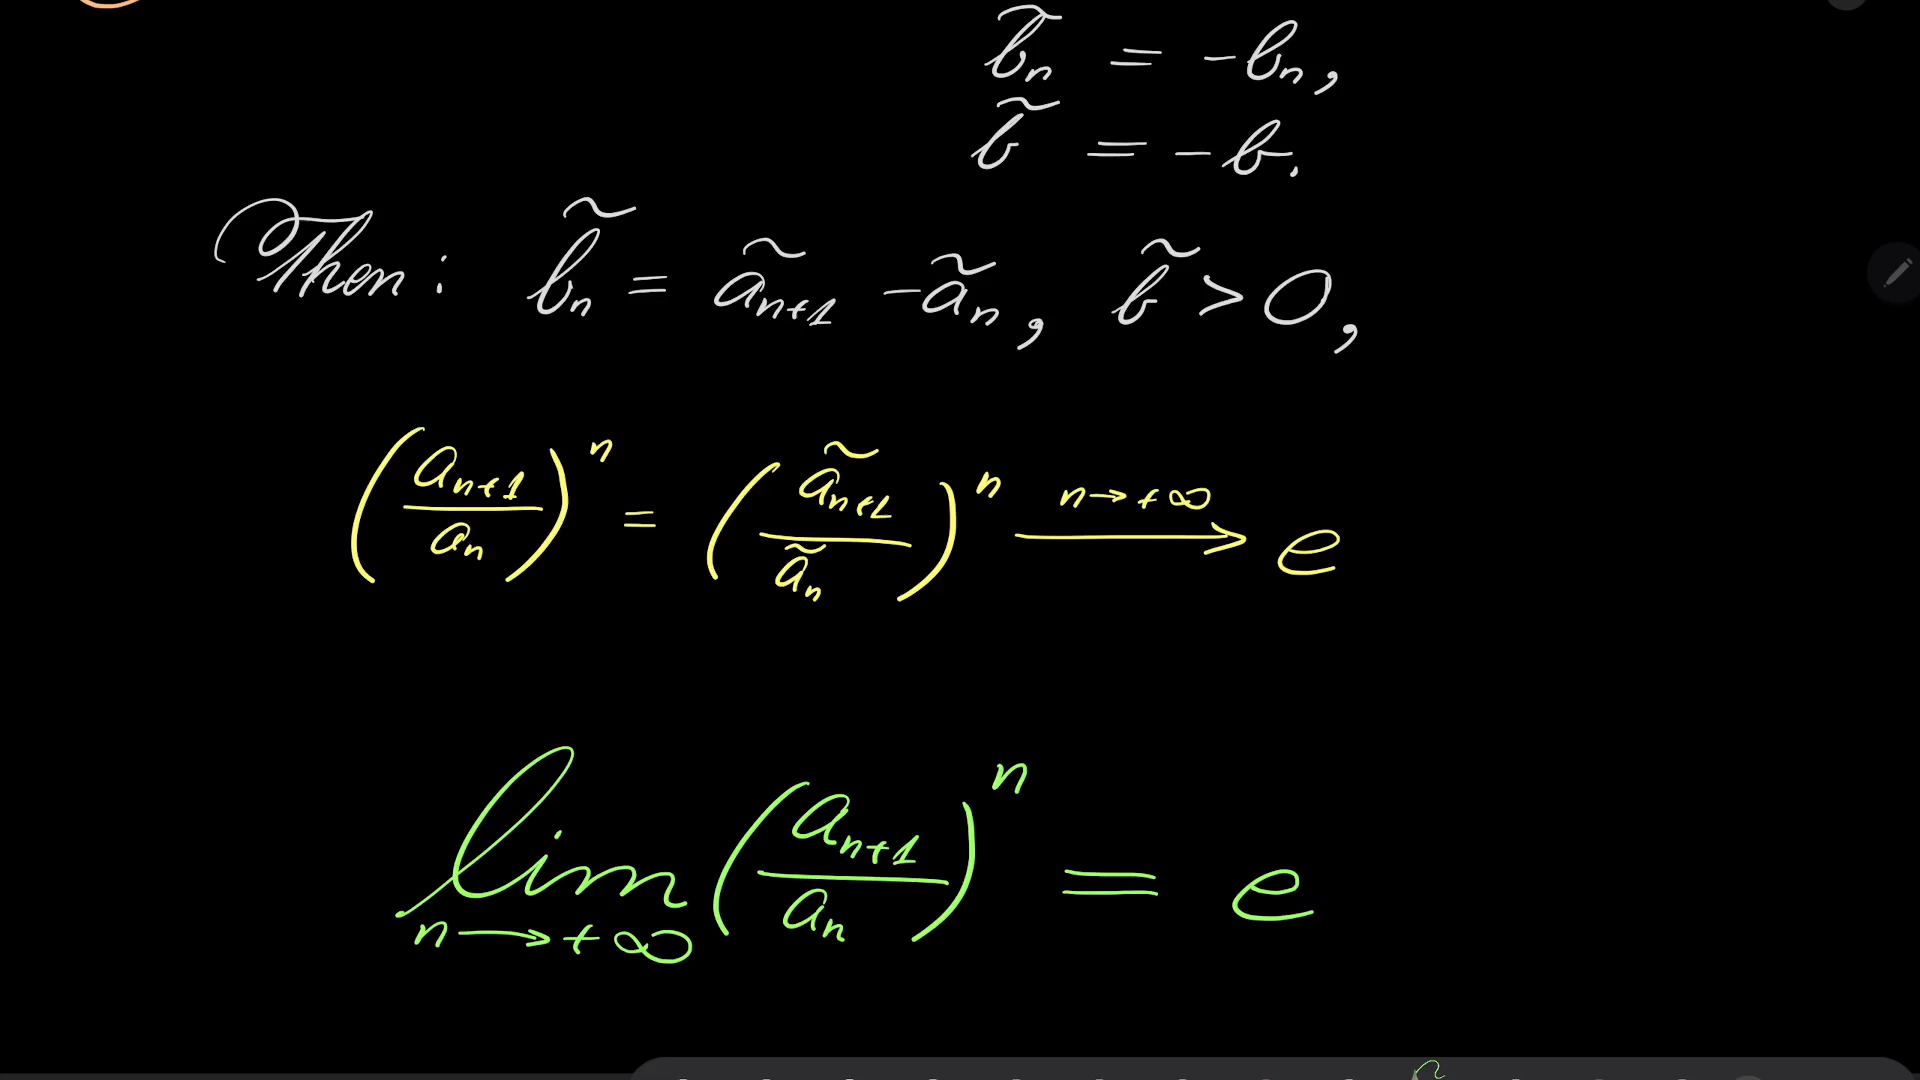 b̃ₙ = -bₙ,
b̃ = -b.
Then: b̃ₙ = ãₙ₊₁ - ãₙ, b̃ > 0,
(aₙ₊₁/aₙ)ⁿ = (ãₙ₊₁/ãₙ)ⁿ n→+∞ ⟶ e
lim n→+∞ (aₙ₊₁/aₙ)ⁿ = e